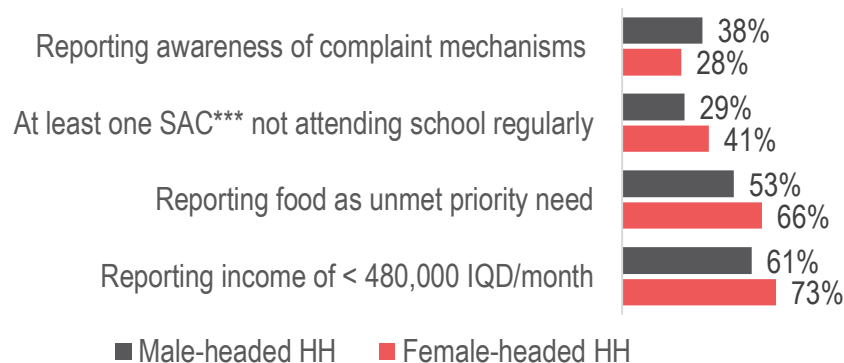 Reporting awareness of complaint mechanisms 38%
28%
At least one SAC*** not attending school regularly 29%
41%
Reporting food as unmet priority need 53%
66%
Reporting income of < 480,000 IQD/month 61%
73%
Male-headed HH Female-headed HH